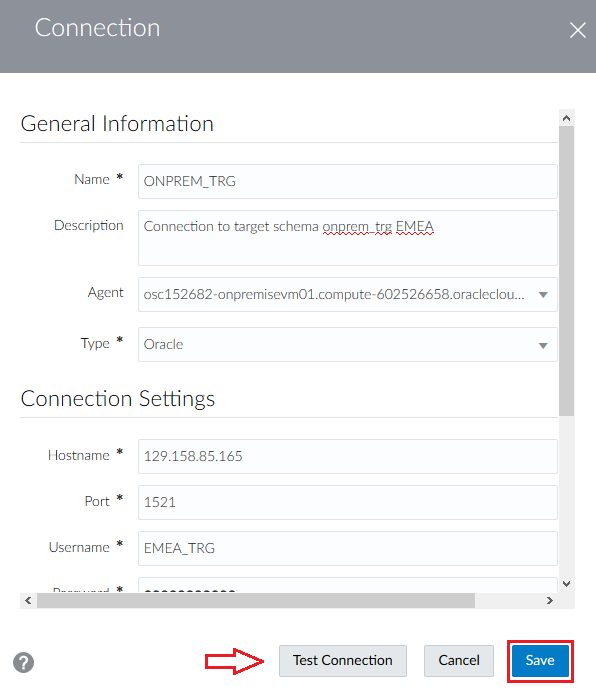 Connection
General Information
Name *
ONPREM_TRG
Description
Connection to target schema onprem_trg EMEA
Agent
osc152682-onpremisevm01.compute-602526658.oracleclou...
Type *
Oracle
Connection Settings
Hostname *
129.158.85.165
Port *
1521
Username *
EMEA_TRG
Password *
?
Test Connection
Cancel
Save